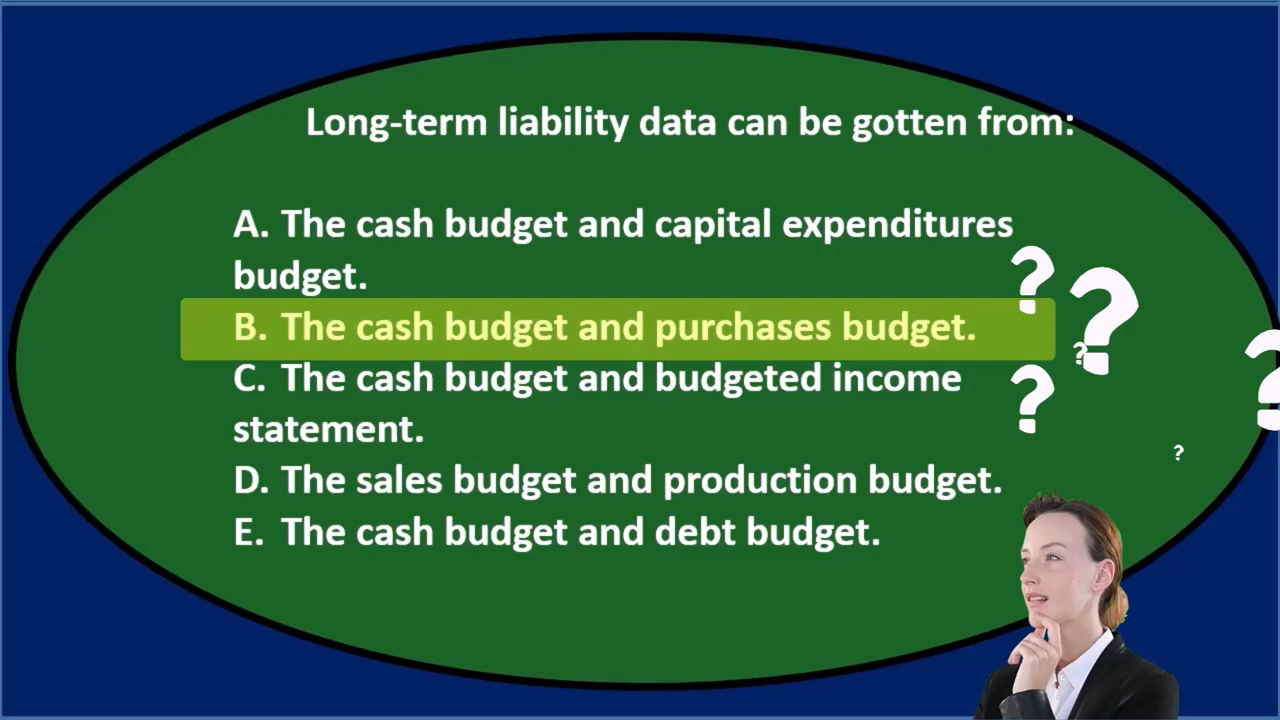 Long-term liability data can be gotten from:
A. The cash budget and capital expenditures
budget.
B. The cash budget and purchases budget.
C. The cash budget and budgeted income
statement.
D. The sales budget and production budget.
E. The cash budget and debt budget.
? ? ? ? ? ?